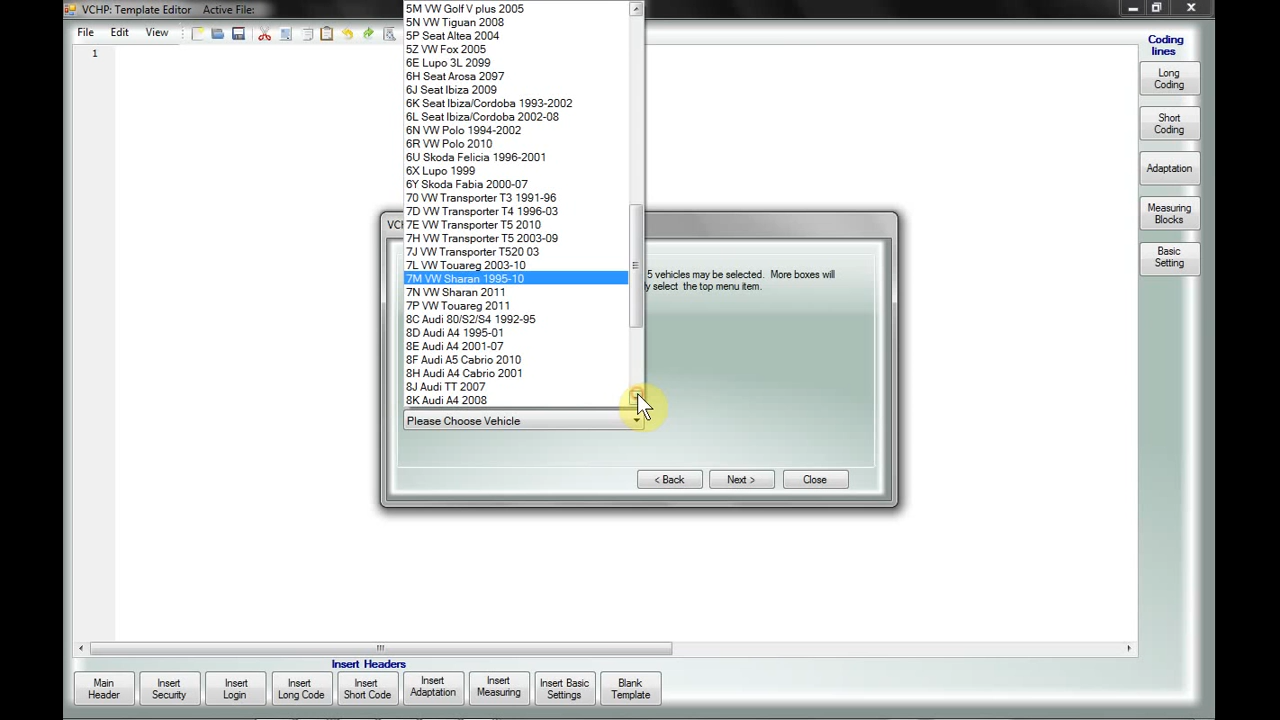 VCHP: Template Editor Active File:
File Edit View
1
5M VW Golf V plus 2005
5N VW Tiguan 2008
5P Seat Altea 2004
5Z VW Fox 2005
6E Lupo 3L 2099
6H Seat Arosa 2097
6J Seat Ibiza 2009
6K Seat Ibiza/Cordoba 1993-2002
6L Seat Ibiza/Cordoba 2002-08
6N VW Polo 1994-2002
6R VW Polo 2010
6U Skoda Felicia 1996-2001
6X Lupo 1999
6Y Skoda Fabia 2000-07
70 VW Transporter T3 1991-96
7D VW Transporter T4 1996-03
7E VW Transporter T5 2010
7H VW Transporter T5 2003-09
7J VW Transporter T520 03
7L VW Touareg 2003-10
7M VW Sharan 1995-10
7N VW Sharan 2011
7P VW Touareg 2011
8C Audi 80/S2/S4 1992-95
8D Audi A4 1995-01
8E Audi A4 2001-07
8F Audi A5 Cabrio 2010
8H Audi A4 Cabrio 2001
8J Audi TT 2007
8K Audi A4 2008
Please Choose Vehicle
VCH
5 vehicles may be selected. More boxes will
y select the top menu item.
< Back Next > Close
Coding
lines
Long
Coding
Short
Coding
Adaptation
Measuring
Blocks
Basic
Setting
Insert Headers
Main
Header
Insert
Security
Insert
Login
Insert
Long Code
Insert
Short Code
Insert
Adaptation
Insert
Measuring
Insert Basic
Settings
Blank
Template